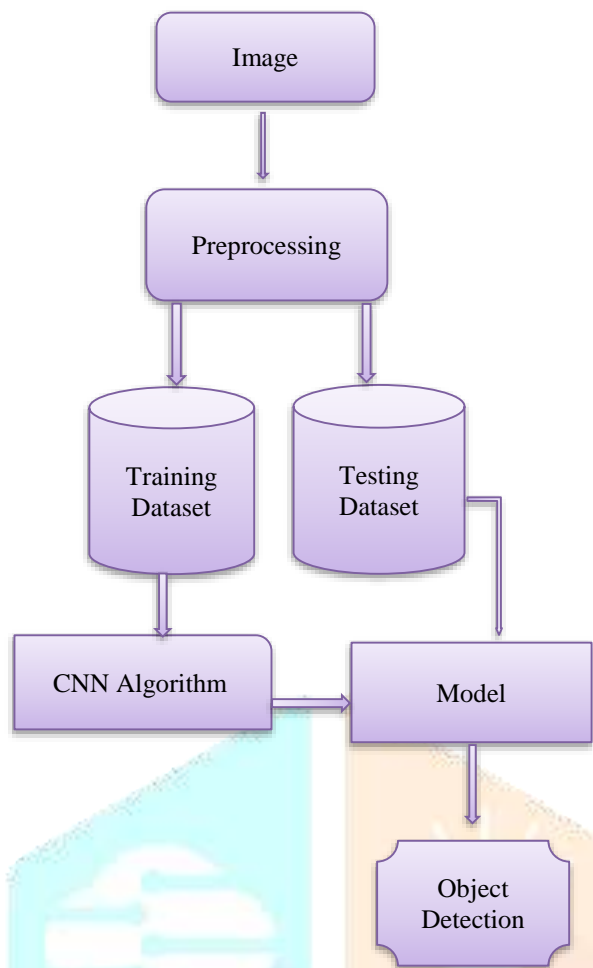 Image
Preprocessing
Training
Dataset
Testing
Dataset
CNN Algorithm
Model
Object
Detection